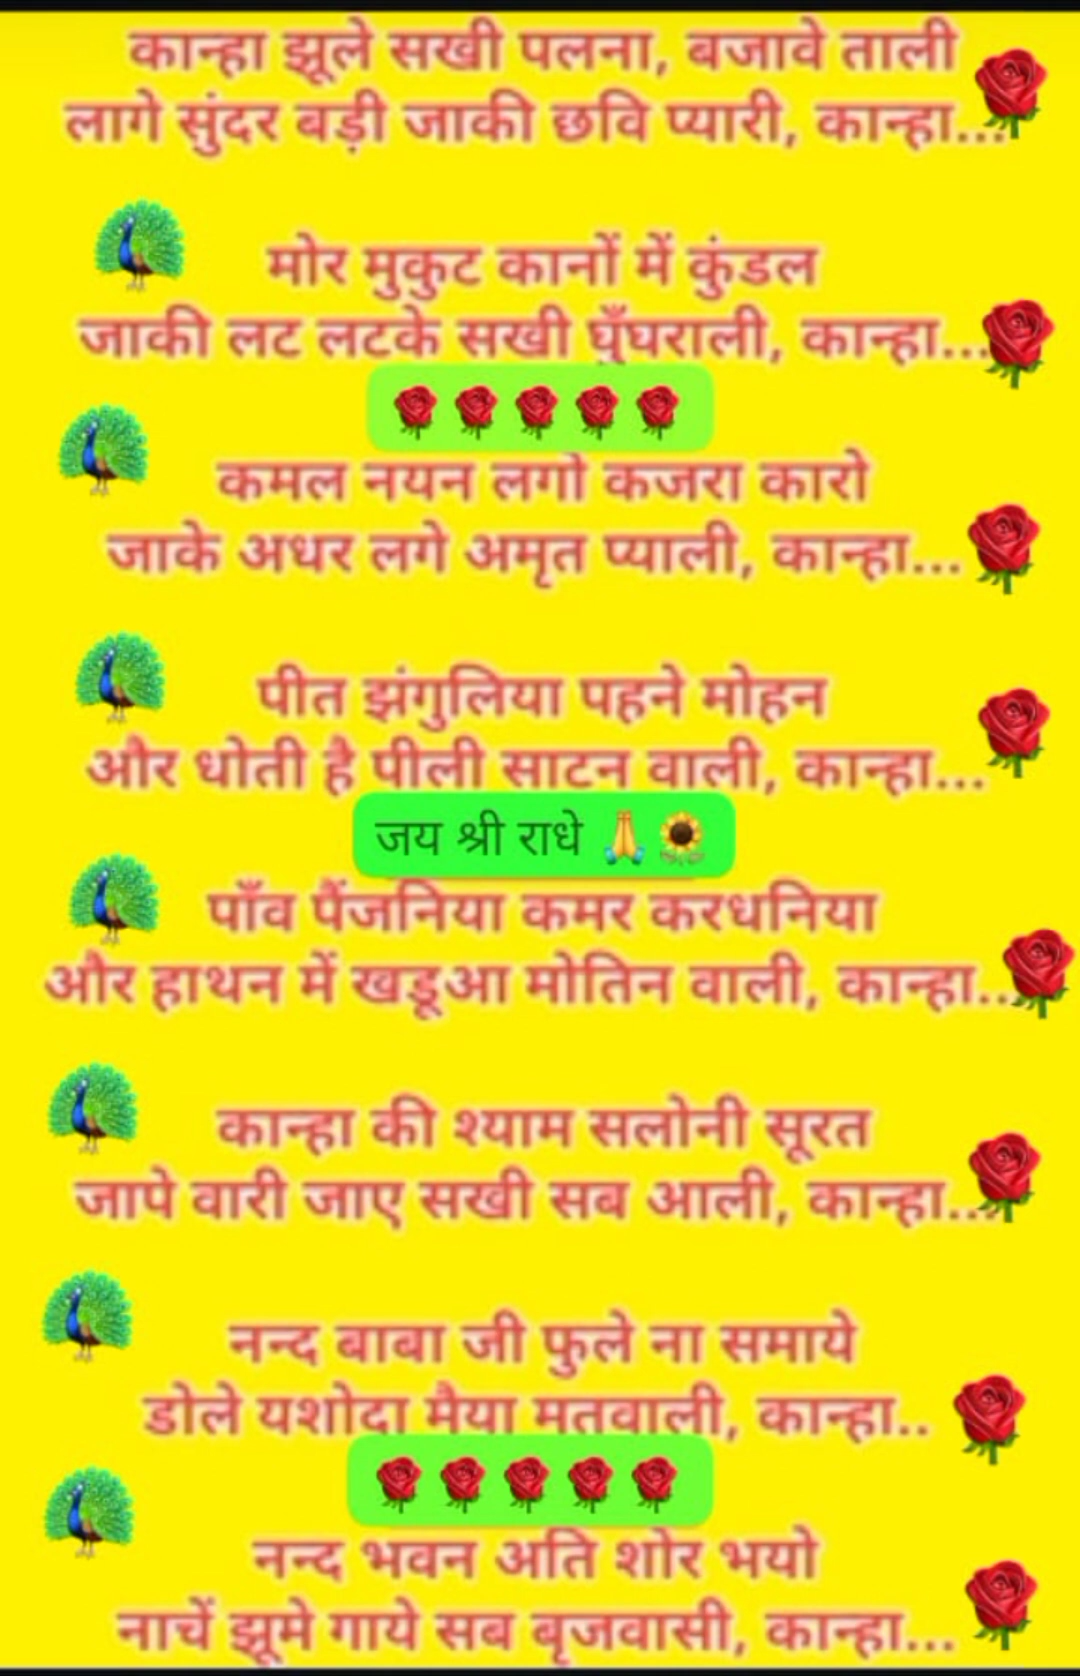 कान्हा झूले सखी पलना, बजावे ताली
लागे सुंदर बड़ी जाकी छवि प्यारी, कान्हा...
मोर मुकुट कानों में कुंडल
जाकी लट लटके सखी घुँघराली, कान्हा...
कमल नयन लगो कजरा कारो
जाके अधर लगे अमृत प्याली, कान्हा...
पीत झंगुलिया पहने मोहन
और धोती है पीली साटन वाली, कान्हा...
जय श्री राधे 🙏🌻
पाँव पैंजनिया कमर करधनिया
और हाथन में खडूआ मोतिन वाली, कान्हा...
कान्हा की श्याम सलोनी सूरत
जापे वारी जाए सखी सब आली, कान्हा...
नन्द बाबा जी फुले ना समाये
डोले यशोदा मैया मतवाली, कान्हा..
नन्द भवन अति शोर भयो
नाचें झूमे गाये सब बृजवासी, कान्हा...